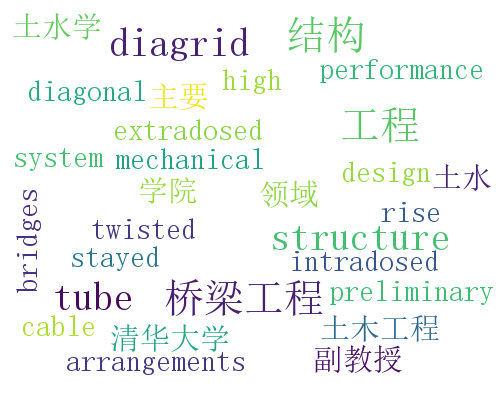 土水学
diagrid
结构
performance
high
diagonal
主要
工程
extradosed
system
mechanical
design
土水
学院
领域
rise
bridges
twisted
structure
stayed
intradosed
tube
桥梁工程
preliminary
cable
清华大学
土木工程
arrangements
副教授